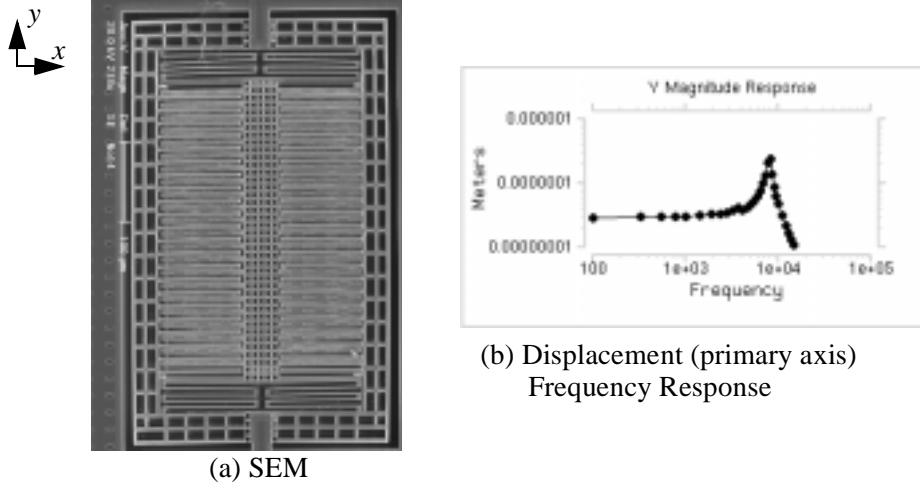 y
x
Y Magnitude Response
0.000001
0.0000001
0.00000001
Meters
100
1e+03
1e+04
1e+05
Frequency
(b) Displacement (primary axis)
Frequency Response
(a) SEM